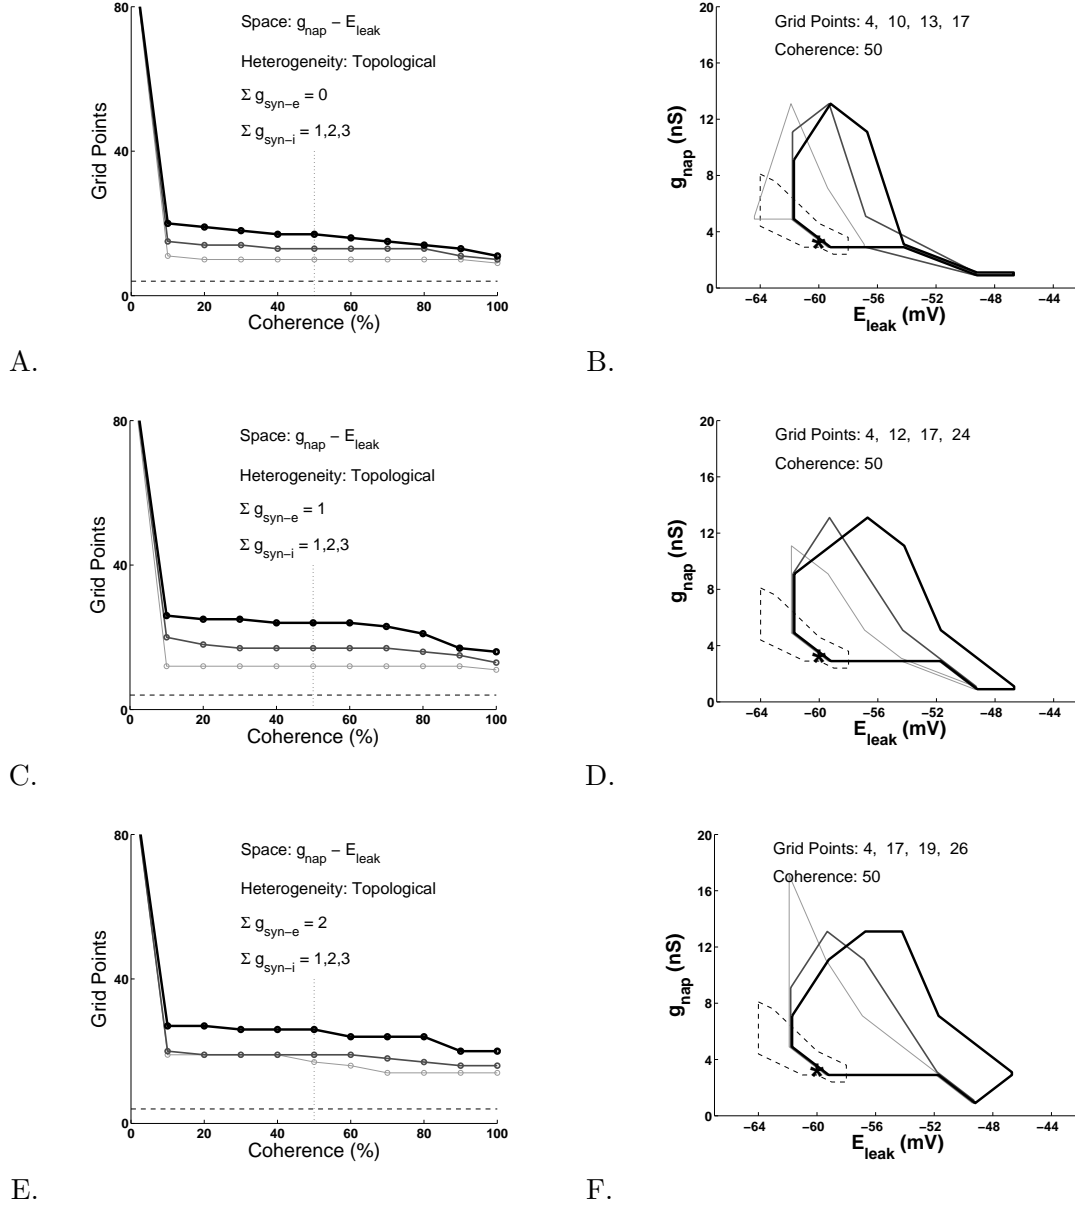 Space: g_nap − E_leak
Heterogeneity: Topological
Σ g_syn−e = 0
Σ g_syn−i = 1,2,3
Grid Points
80
40
0
0 20 40 60 80 100
Coherence (%)
A.
Grid Points: 4, 10, 13, 17
Coherence: 50
g_nap (nS)
20
16
12
8
4
0
−64 −60 −56 −52 −48 −44
E_leak (mV)
B.
Space: g_nap − E_leak
Heterogeneity: Topological
Σ g_syn−e = 1
Σ g_syn−i = 1,2,3
Grid Points
80
40
0
0 20 40 60 80 100
Coherence (%)
C.
Grid Points: 4, 12, 17, 24
Coherence: 50
g_nap (nS)
20
16
12
8
4
0
−64 −60 −56 −52 −48 −44
E_leak (mV)
D.
Space: g_nap − E_leak
Heterogeneity: Topological
Σ g_syn−e = 2
Σ g_syn−i = 1,2,3
Grid Points
80
40
0
0 20 40 60 80 100
Coherence (%)
E.
Grid Points: 4, 17, 19, 26
Coherence: 50
g_nap (nS)
20
16
12
8
4
0
−64 −60 −56 −52 −48 −44
E_leak (mV)
F.